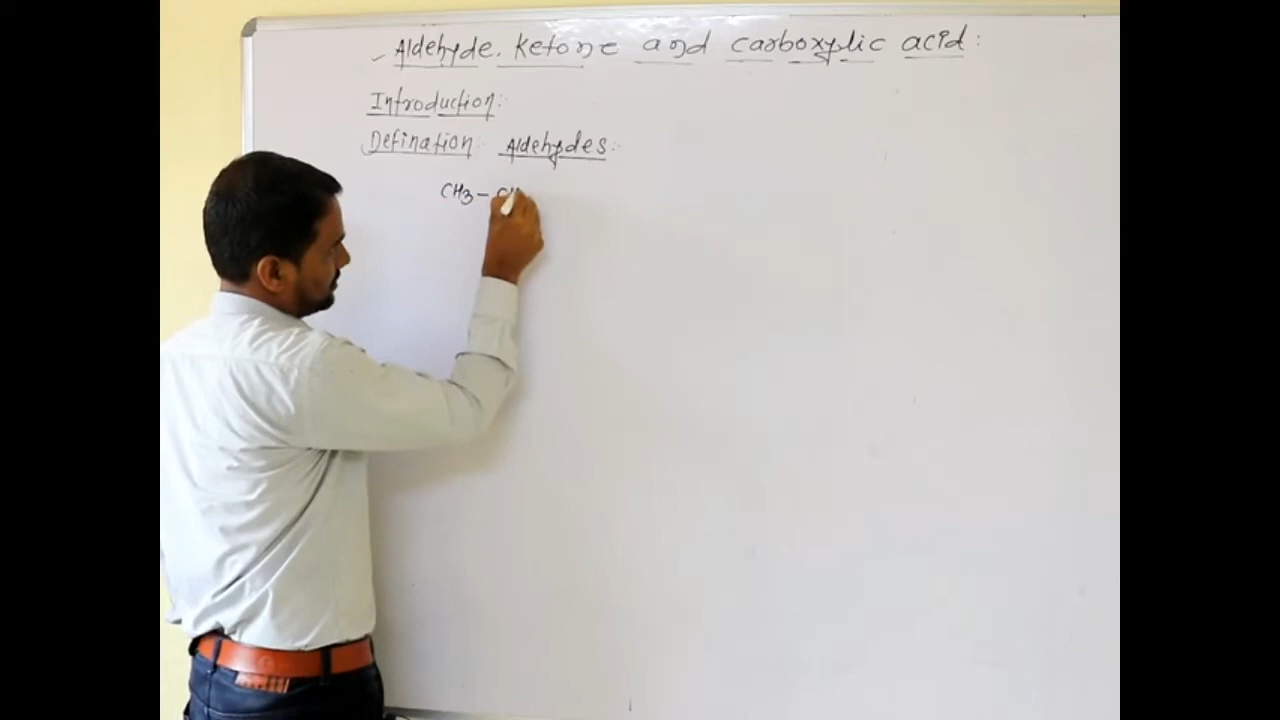 Aldehyde. Ketone and carboxylic acid:
Introduction:
Defination: Aldehydes:
CH3 –